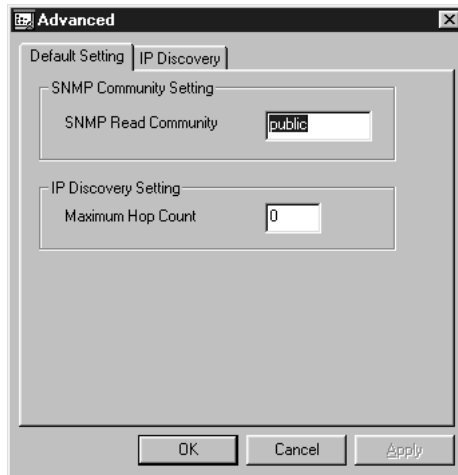 Advanced
Default Setting IP Discovery
SNMP Community Setting
SNMP Read Community public
IP Discovery Setting
Maximum Hop Count 0
OK Cancel Apply